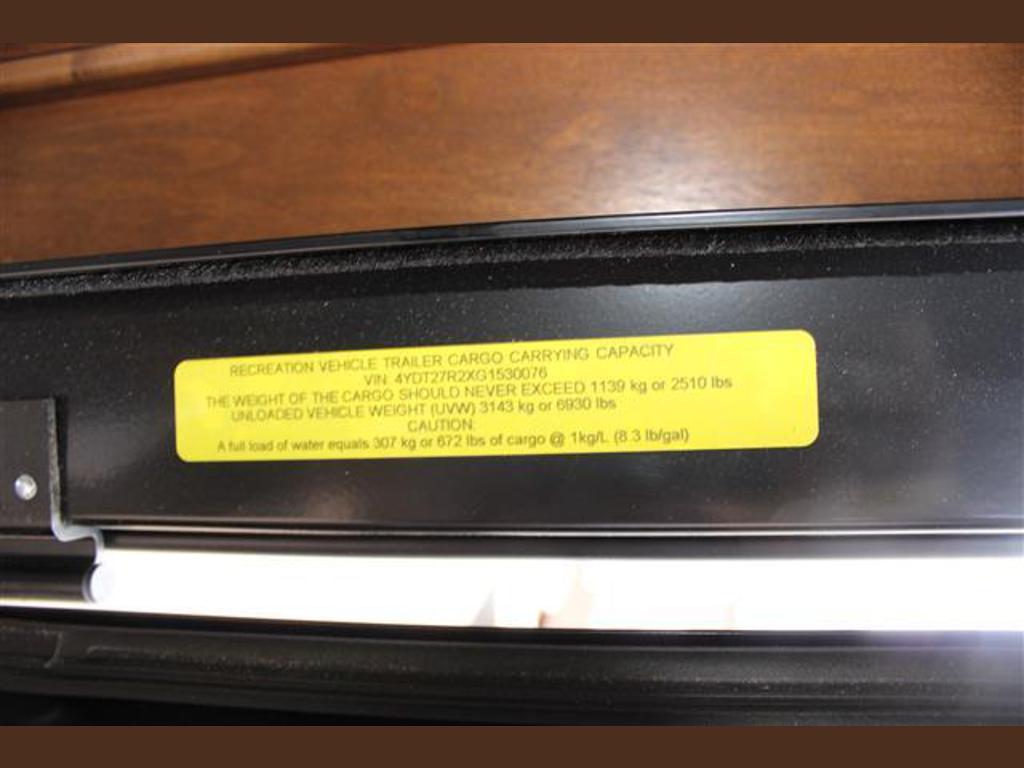 RECREATION VEHICLE TRAILER CARGO CARRYING CAPACITY
VIN: 4YDT27R2XG1530076
THE WEIGHT OF THE CARGO SHOULD NEVER EXCEED 1139 kg or 2510 lbs
UNLOADED VEHICLE WEIGHT (UVW) 3143 kg or 6930 lbs
CAUTION:
A full load of water equals 307 kg or 672 lbs of cargo @ 1kg/L (8.3 lb/gal)